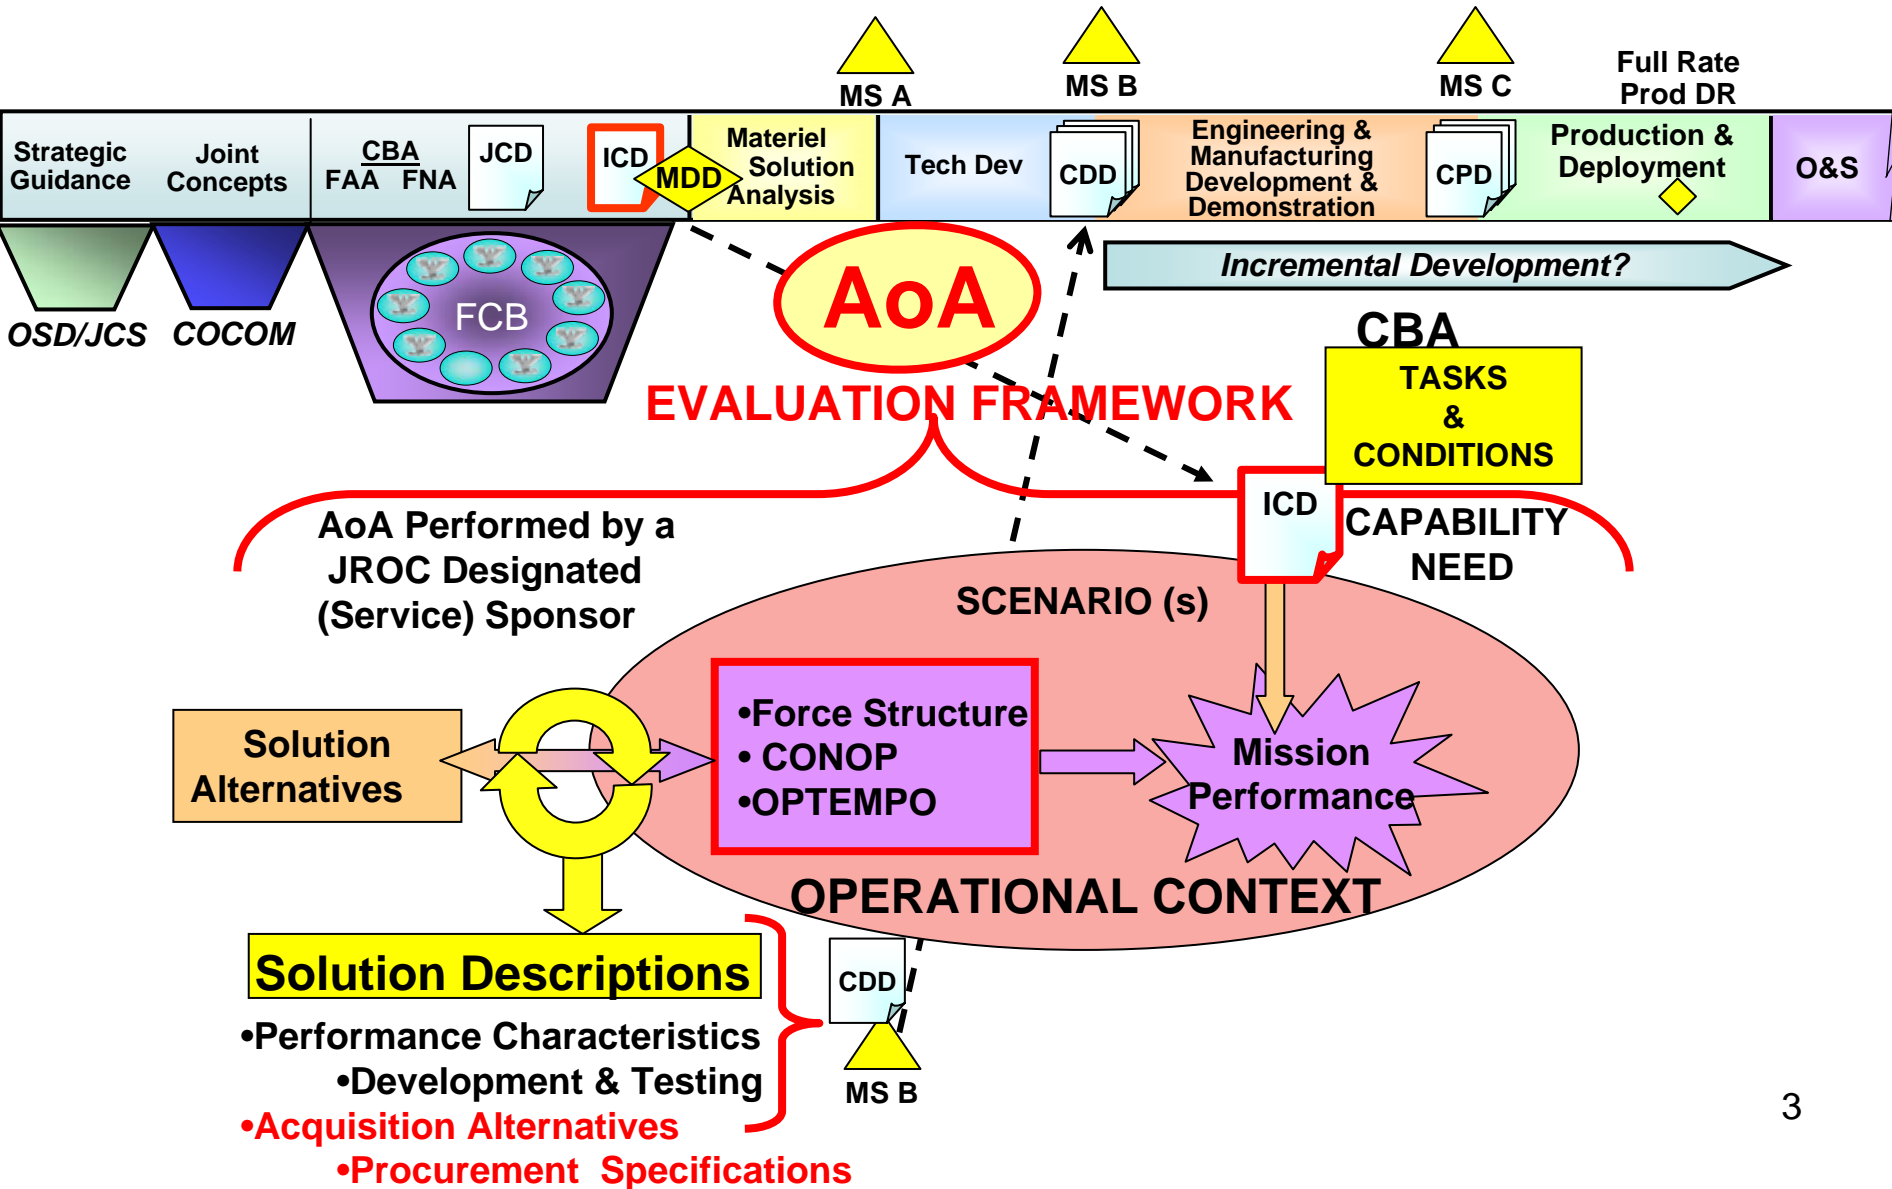 MS A
MS B
MS C
Full Rate
Prod DR
Strategic
Guidance
Joint
Concepts
CBA
FAA FNA
JCD
ICD
MDD
Materiel
Solution
Analysis
Tech Dev
CDD
Engineering &
Manufacturing
Development &
Demonstration
CPD
Production &
Deployment
O&S
OSD/JCS
COCOM
FCB
AoA
Incremental Development?
EVALUATION FRAMEWORK
CBA
TASKS
&
CONDITIONS
AoA Performed by a
JROC Designated
(Service) Sponsor
ICD
CAPABILITY
NEED
SCENARIO (s)
Solution
Alternatives
•Force Structure
• CONOP
•OPTEMPO
Mission
Performance
OPERATIONAL CONTEXT
Solution Descriptions
•Performance Characteristics
•Development & Testing
•Acquisition Alternatives
•Procurement Specifications
CDD
MS B
3